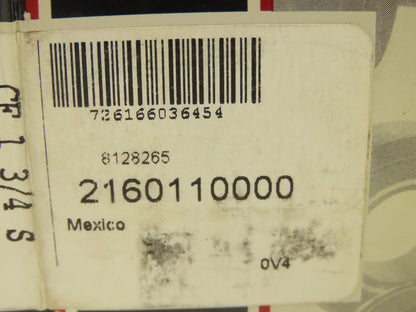 726166036454
8128265
2160110000
Mexico
0V4
CF 1 3/4 S